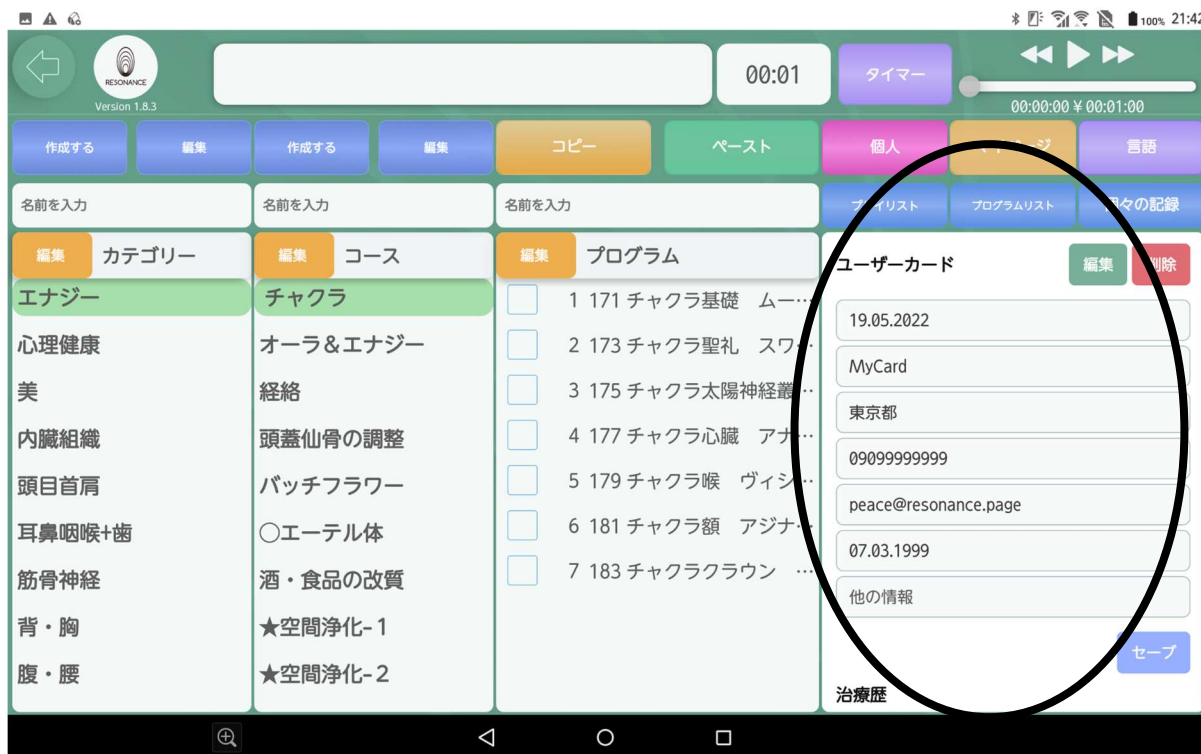 100% 21:42
RESONANCE
Version 1.8.3
00:01
タイマー
00:00:00 ¥ 00:01:00
作成する 編集 作成する 編集 コピー ペースト 個人 言語
名前を入力 名前を入力 名前を入力 プログラムリスト
編集 カテゴリー 編集 コース 編集 プログラム
ユーザーカード 編集 削除
エナジー
心理健康
美
内臓組織
頭目首肩
耳鼻咽喉+歯
筋骨神経
背・胸
腹・腰
チャクラ
オーラ&エナジー
経絡
頭蓋仙骨の調整
バッチフラワー
○エーテル体
酒・食品の改質
★空間浄化-1
★空間浄化-2
1 171 チャクラ基礎 ムー…
2 173 チャクラ聖礼 スワ…
3 175 チャクラ太陽神経叢…
4 177 チャクラ心臓 アナ…
5 179 チャクラ喉 ヴィシ…
6 181 チャクラ額 アジナ…
7 183 チャクラクラウン …
19.05.2022
MyCard
東京都
09099999999
peace@resonance.page
07.03.1999
他の情報
セーブ
治療歴